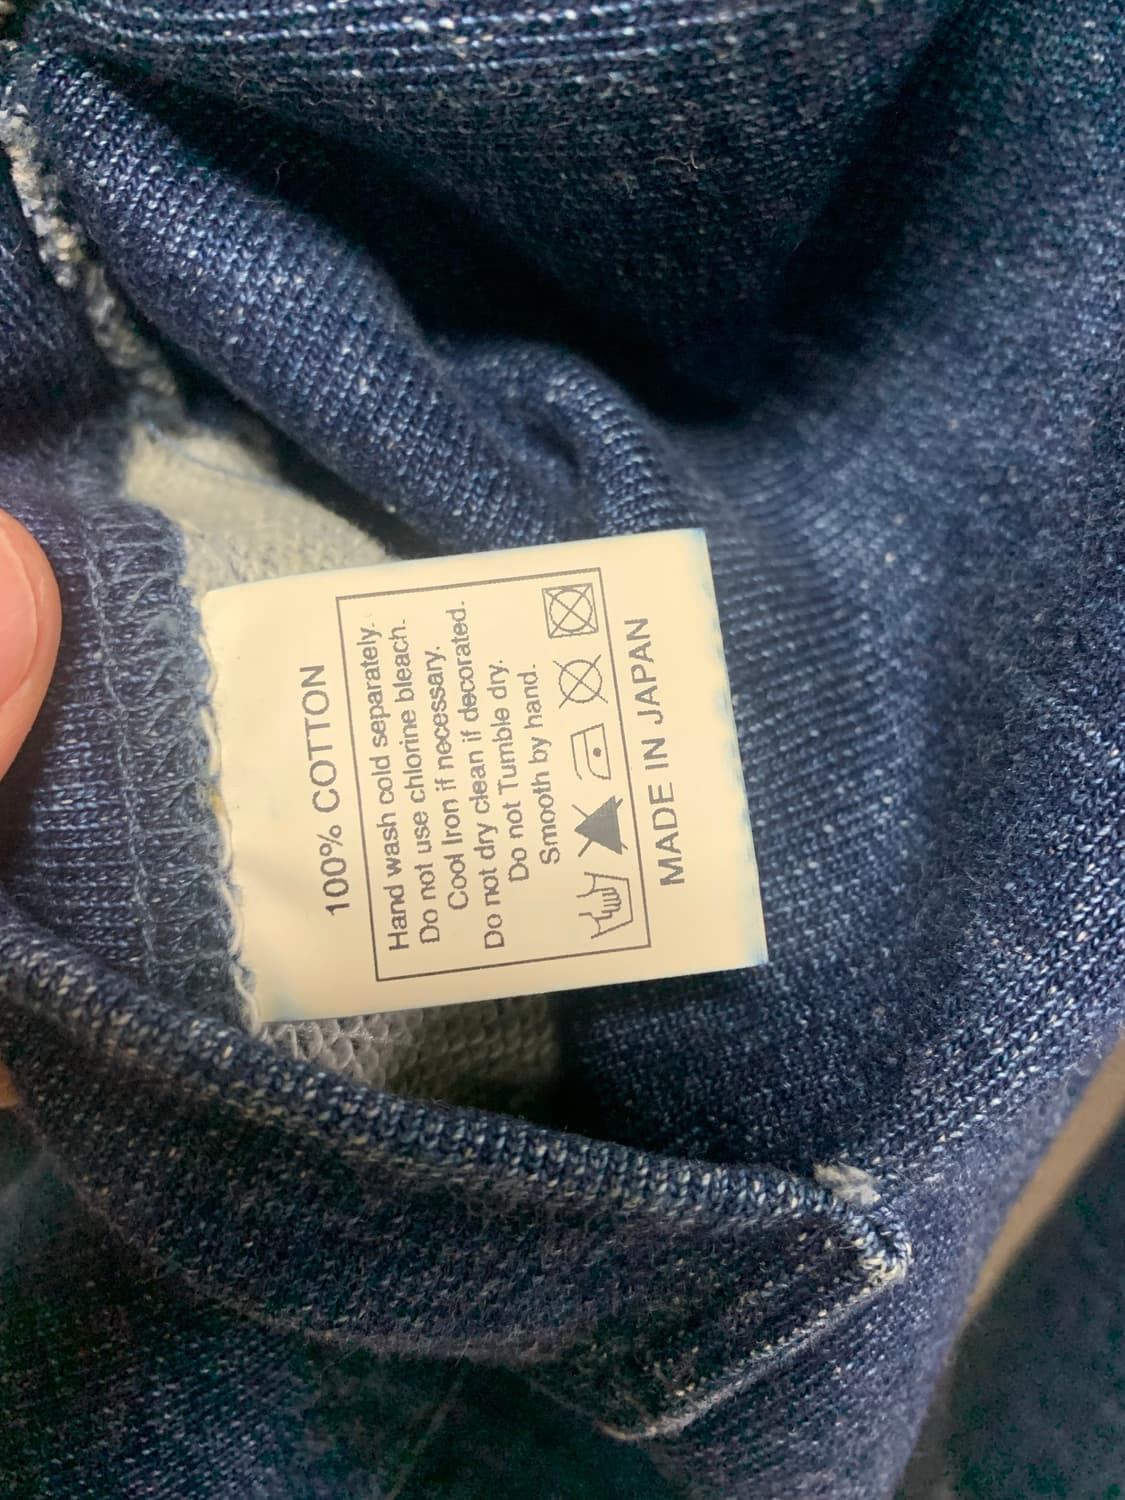 100% COTTON
Hand wash cold separately.
Do not use chlorine bleach.
Cool Iron if necessary.
Do not dry clean if decorated.
Do not Tumble dry.
Smooth by hand.
MADE IN JAPAN